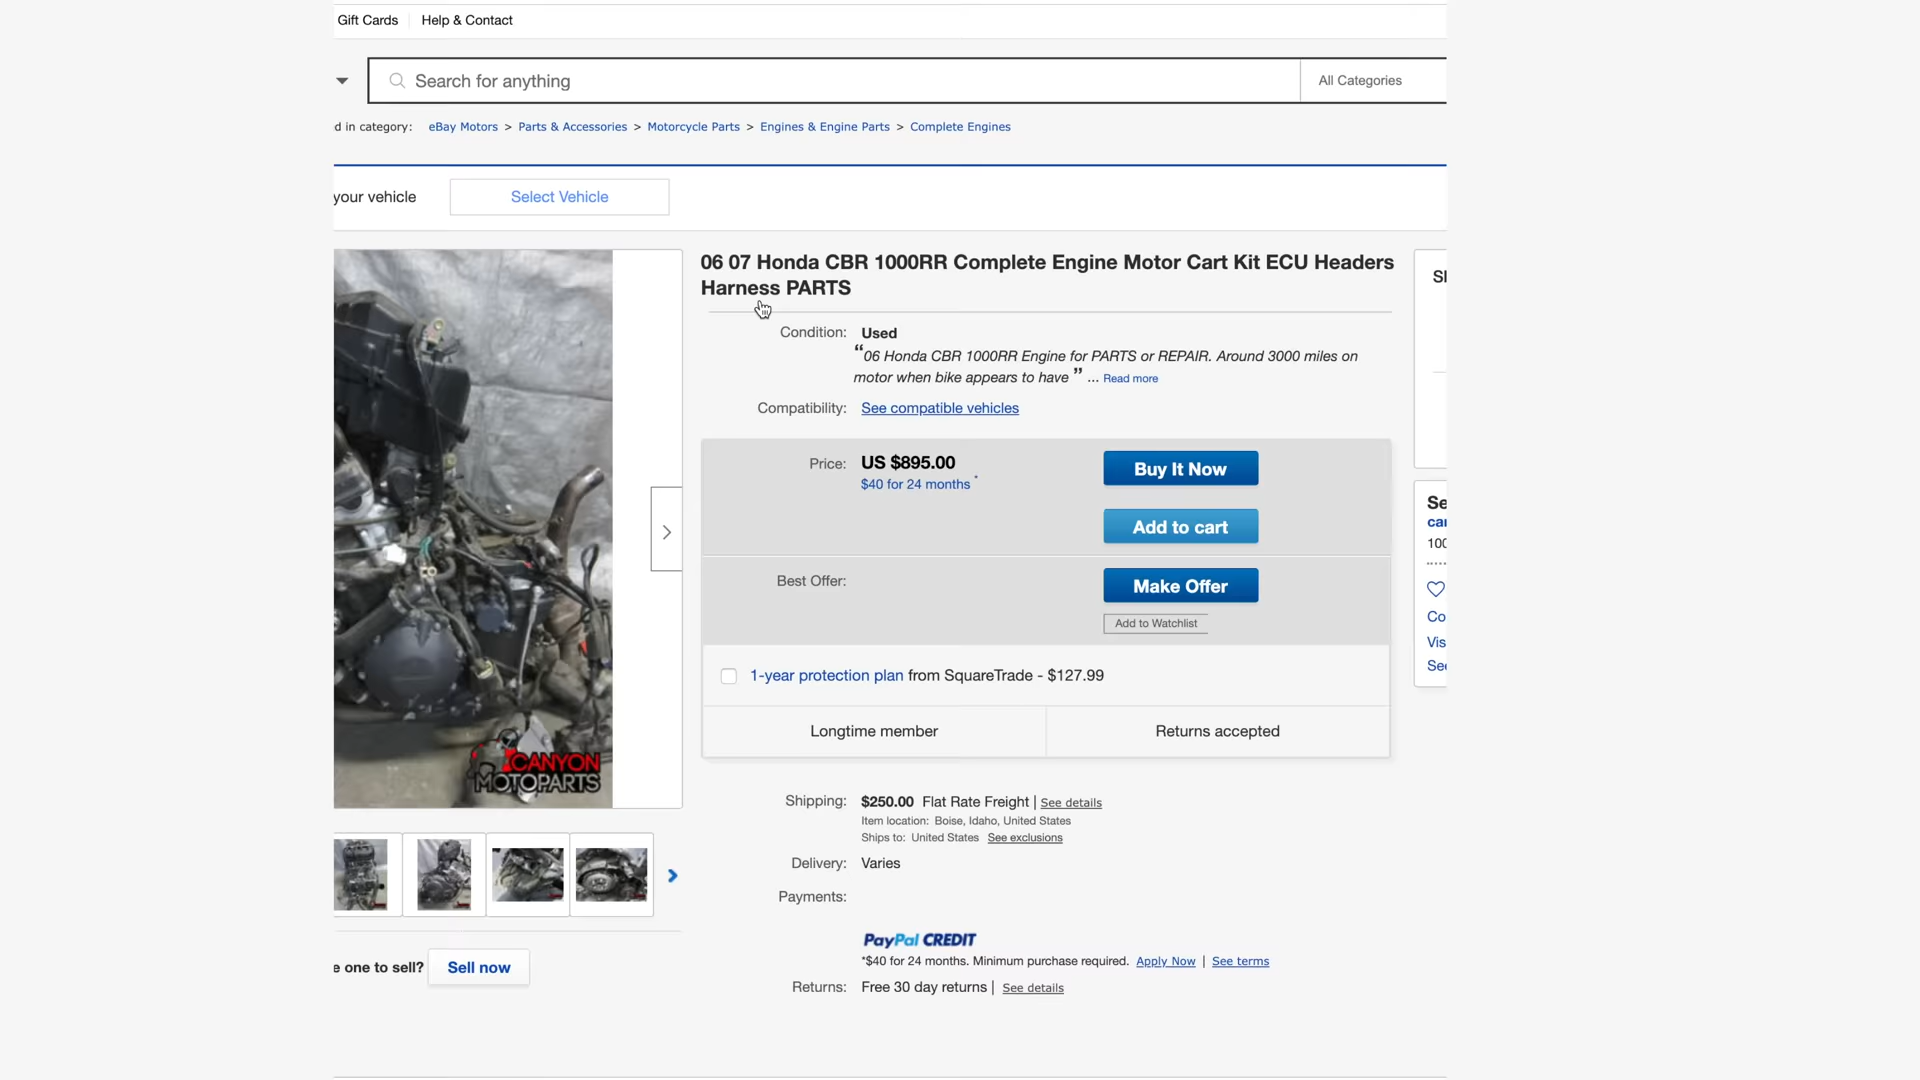 Gift Cards Help & Contact
Search for anything All Categories
d in category: eBay Motors > Parts & Accessories > Motorcycle Parts > Engines & Engine Parts > Complete Engines
your vehicle Select Vehicle
06 07 Honda CBR 1000RR Complete Engine Motor Cart Kit ECU Headers
Harness PARTS
Condition: Used
“06 Honda CBR 1000RR Engine for PARTS or REPAIR. Around 3000 miles on
motor when bike appears to have ” ... Read more
Compatibility: See compatible vehicles
Price: US $895.00
$40 for 24 months *
Buy It Now
Add to cart
Best Offer:
Make Offer
Add to Watchlist
1-year protection plan from SquareTrade - $127.99
Longtime member Returns accepted
Shipping: $250.00 Flat Rate Freight | See details
Item location: Boise, Idaho, United States
Ships to: United States See exclusions
Delivery: Varies
Payments:
PayPal CREDIT
*$40 for 24 months. Minimum purchase required. Apply Now | See terms
Returns: Free 30 day returns | See details
CANYON
MOTOPARTS
e one to sell? Sell now
Se
car
100
Co
Vis
See